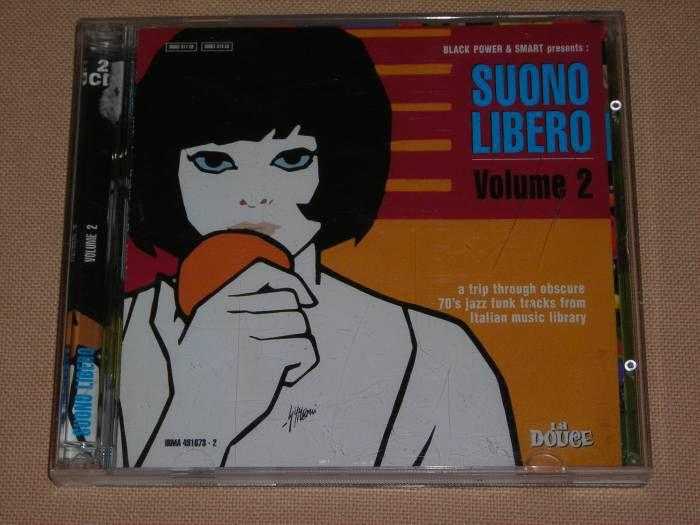 BLACK POWER & SMART presents :
SUONO
LIBERO
Volume 2
a trip through obscure
70's jazz funk tracks from
Italian music library
IRMA 491673 - 2
La
DOUCE
2
CD
VOLUME 2
SUONO LIBERO